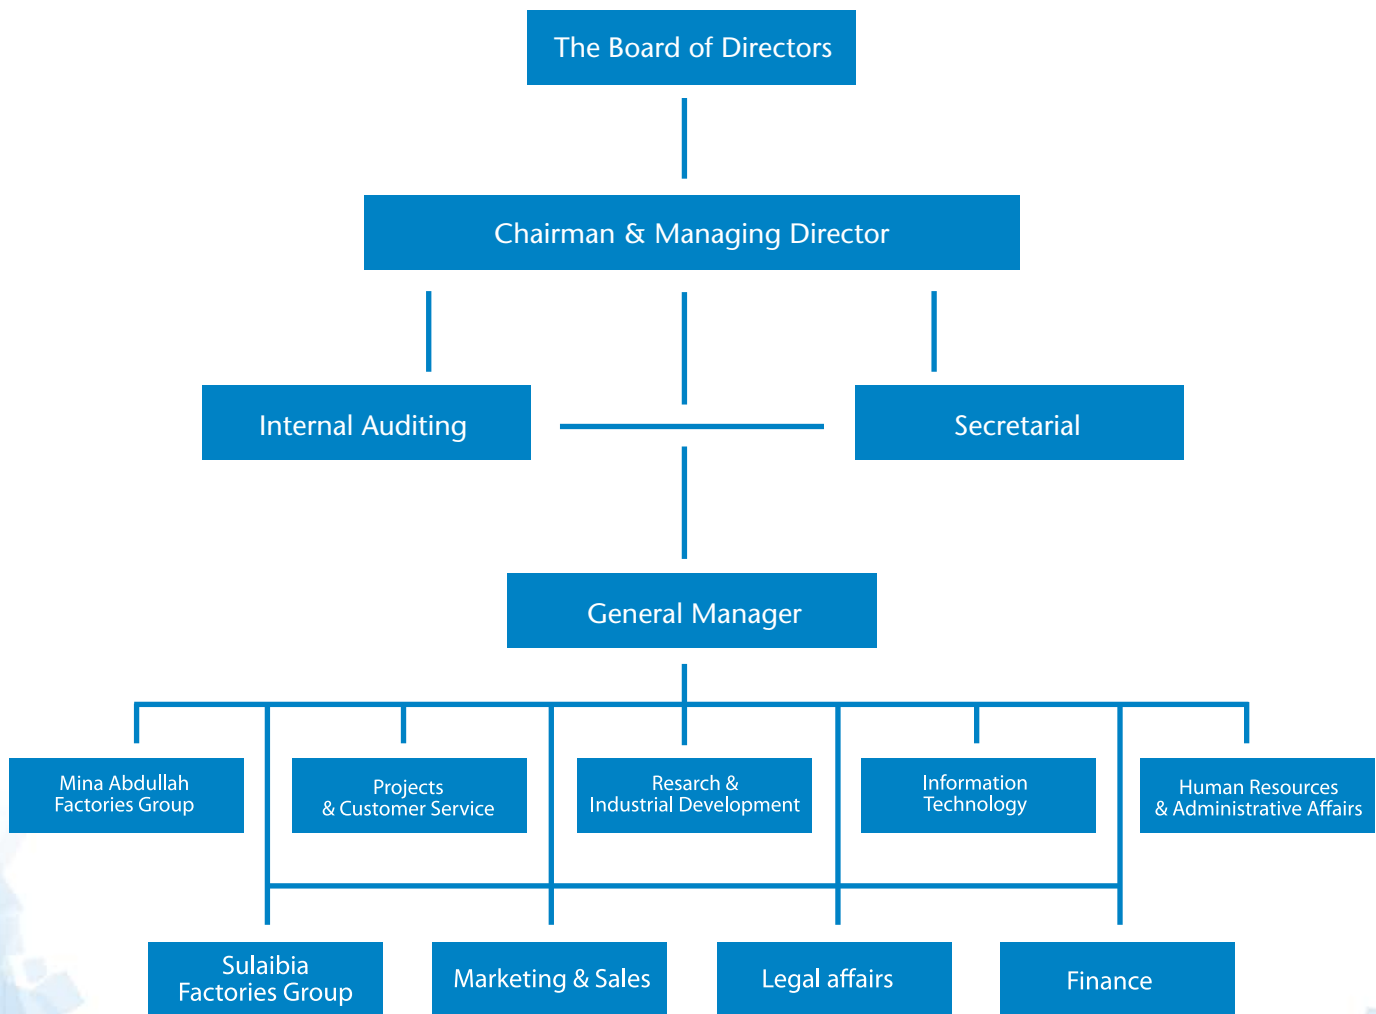 The Board of Directors
Chairman & Managing Director
Internal Auditing
Secretarial
General Manager
Mina Abdullah
Factories Group
Projects
& Customer Service
Resarch &
Industrial Development
Information
Technology
Human Resources
& Administrative Affairs
Sulaibia
Factories Group
Marketing & Sales
Legal affairs
Finance